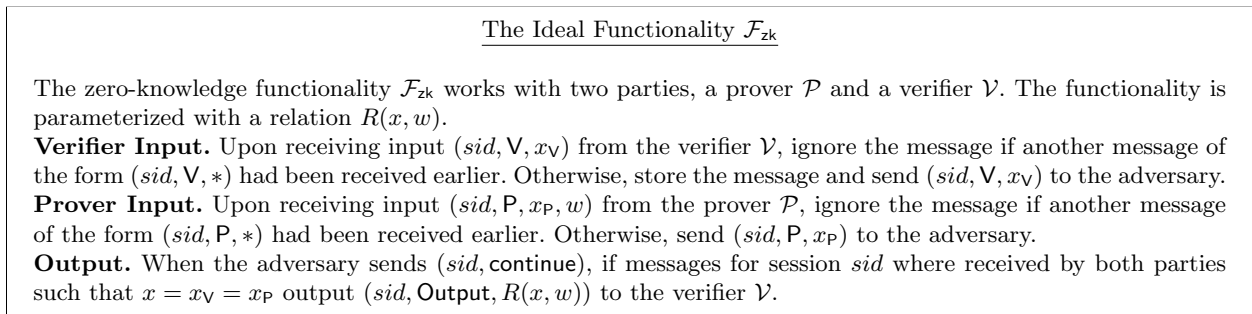 The Ideal Functionality 𝓕zk
The zero-knowledge functionality 𝓕zk works with two parties, a prover 𝒫 and a verifier 𝒱. The functionality is
parameterized with a relation R(x, w).
Verifier Input. Upon receiving input (sid, V, xV) from the verifier 𝒱, ignore the message if another message of
the form (sid, V, ∗) had been received earlier. Otherwise, store the message and send (sid, V, xV) to the adversary.
Prover Input. Upon receiving input (sid, P, xP, w) from the prover 𝒫, ignore the message if another message
of the form (sid, P, ∗) had been received earlier. Otherwise, send (sid, P, xP) to the adversary.
Output. When the adversary sends (sid, continue), if messages for session sid where received by both parties
such that x = xV = xP output (sid, Output, R(x, w)) to the verifier 𝒱.